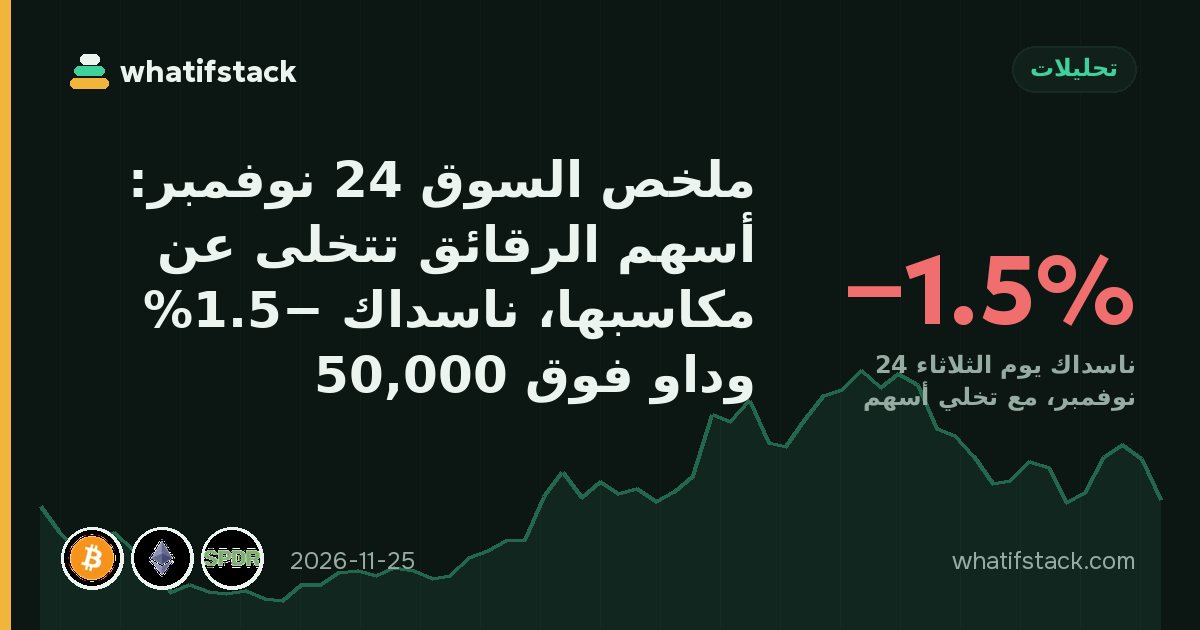 whatifstack
تحليلات
ملخص السوق 24 نوفمبر:
أسهم الرقائق تتخلى عن
مكاسبها، ناسداك −1.5%
وداو فوق 50,000
−1.5%
ناسداك يوم الثلاثاء 24
نوفمبر، مع تخلي أسهم
SPDR
2026-11-25
whatifstack.com